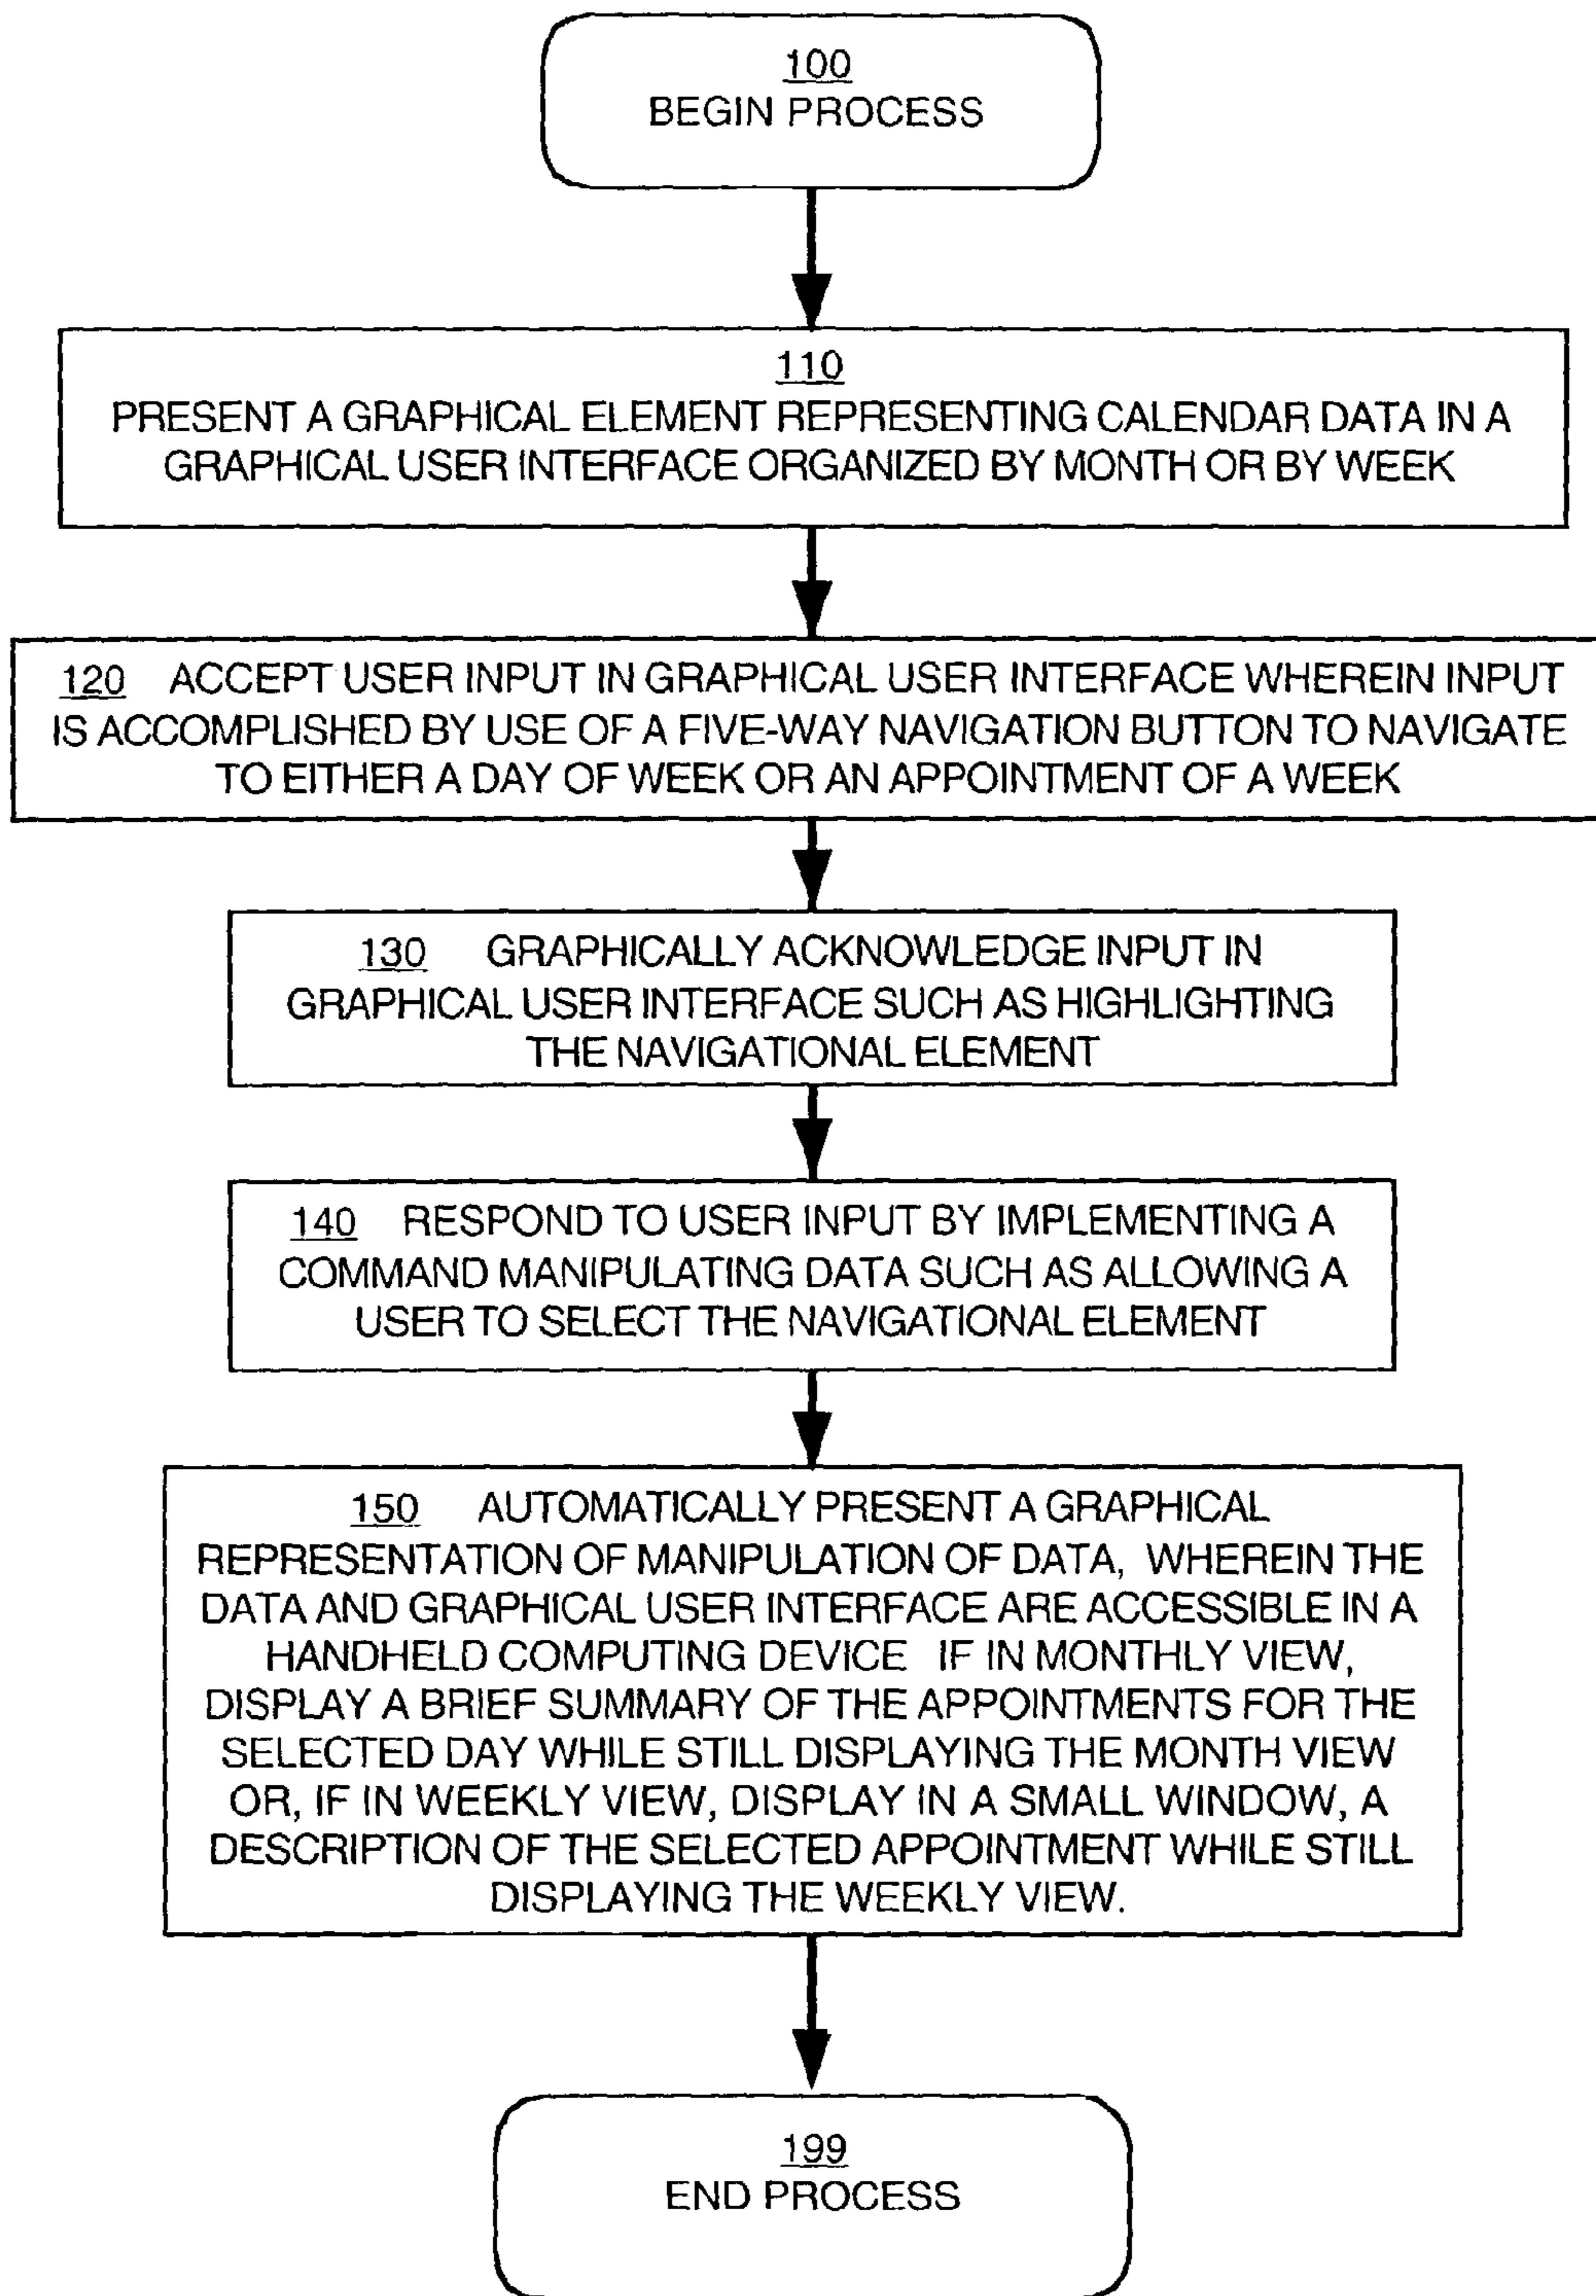 100
BEGIN PROCESS
110
PRESENT A GRAPHICAL ELEMENT REPRESENTING CALENDAR DATA IN A
GRAPHICAL USER INTERFACE ORGANIZED BY MONTH OR BY WEEK
120 ACCEPT USER INPUT IN GRAPHICAL USER INTERFACE WHEREIN INPUT
IS ACCOMPLISHED BY USE OF A FIVE-WAY NAVIGATION BUTTON TO NAVIGATE
TO EITHER A DAY OF WEEK OR AN APPOINTMENT OF A WEEK
130 GRAPHICALLY ACKNOWLEDGE INPUT IN
GRAPHICAL USER INTERFACE SUCH AS HIGHLIGHTING
THE NAVIGATIONAL ELEMENT
140 RESPOND TO USER INPUT BY IMPLEMENTING A
COMMAND MANIPULATING DATA SUCH AS ALLOWING A
USER TO SELECT THE NAVIGATIONAL ELEMENT
150 AUTOMATICALLY PRESENT A GRAPHICAL
REPRESENTATION OF MANIPULATION OF DATA, WHEREIN THE
DATA AND GRAPHICAL USER INTERFACE ARE ACCESSIBLE IN A
HANDHELD COMPUTING DEVICE IF IN MONTHLY VIEW,
DISPLAY A BRIEF SUMMARY OF THE APPOINTMENTS FOR THE
SELECTED DAY WHILE STILL DISPLAYING THE MONTH VIEW
OR, IF IN WEEKLY VIEW, DISPLAY IN A SMALL WINDOW, A
DESCRIPTION OF THE SELECTED APPOINTMENT WHILE STILL
DISPLAYING THE WEEKLY VIEW.
199
END PROCESS